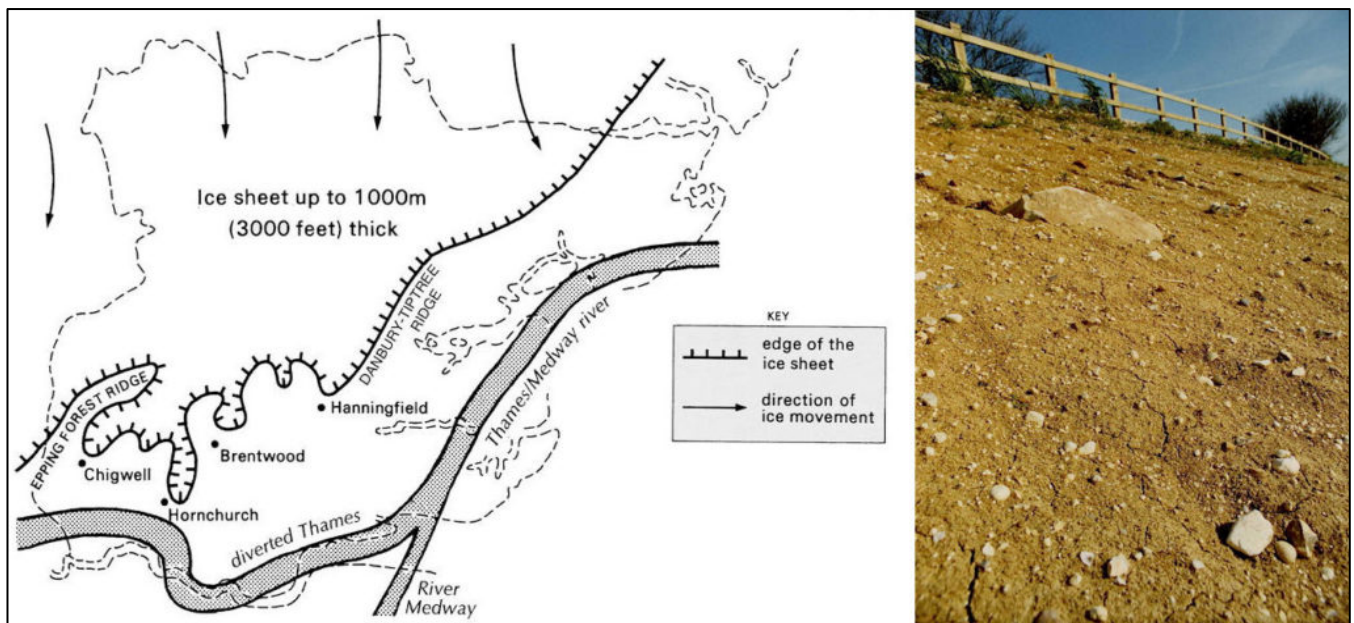 Ice sheet up to 1000m
(3000 feet) thick
DANBURY-TIPTREE
RIDGE
Thames/Medway river
EPPING FOREST RIDGE
Hanningfield
Brentwood
Chigwell
Hornchurch
diverted Thames
River
Medway
KEY
edge of the
ice sheet
direction of
ice movement